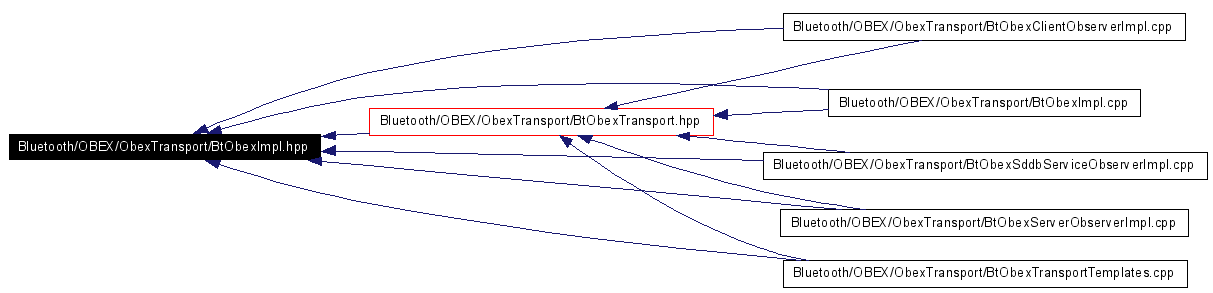 Bluetooth/OBEX/ObexTransport/BtObexClientObserverImpl.cpp
Bluetooth/OBEX/ObexTransport/BtObexImpl.cpp
Bluetooth/OBEX/ObexTransport/BtObexTransport.hpp
Bluetooth/OBEX/ObexTransport/BtObexImpl.hpp
Bluetooth/OBEX/ObexTransport/BtObexSddbServiceObserverImpl.cpp
Bluetooth/OBEX/ObexTransport/BtObexServerObserverImpl.cpp
Bluetooth/OBEX/ObexTransport/BtObexTransportTemplates.cpp